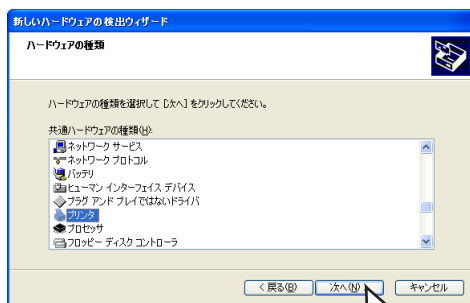 新しいハードウェアの検出ウィザード
ハードウェアの種類
ハードウェアの種類を選択して [次へ] をクリックしてください。
共通ハードウェアの種類(H):
ネットワーク サービス
ネットワーク プロトコル
バッテリ
ヒューマン インターフェイス デバイス
プラグ アンド プレイではないドライバ
プリンタ
プロセッサ
フロッピー ディスク コントローラ
< 戻る(B)
次へ(N)
キャンセル